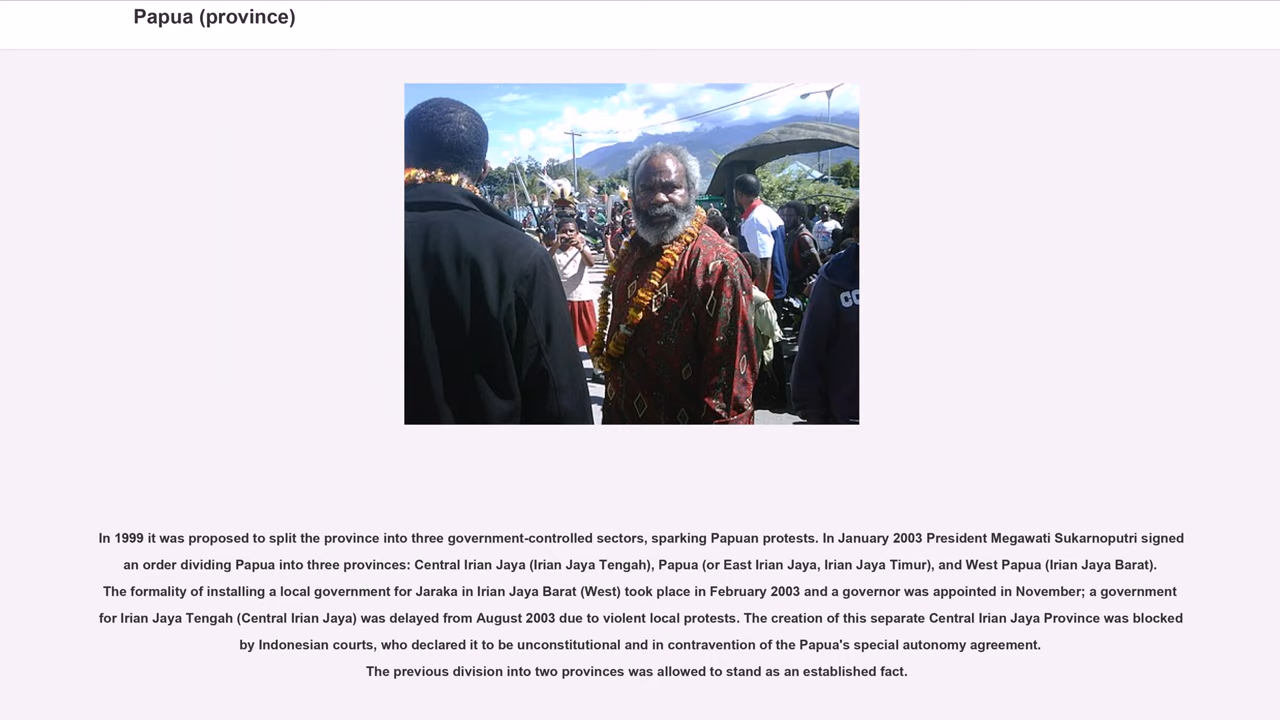 Papua (province)
CC
In 1999 it was proposed to split the province into three government-controlled sectors, sparking Papuan protests. In January 2003 President Megawati Sukarnoputri signed
an order dividing Papua into three provinces: Central Irian Jaya (Irian Jaya Tengah), Papua (or East Irian Jaya, Irian Jaya Timur), and West Papua (Irian Jaya Barat).
The formality of installing a local government for Jaraka in Irian Jaya Barat (West) took place in February 2003 and a governor was appointed in November; a government
for Irian Jaya Tengah (Central Irian Jaya) was delayed from August 2003 due to violent local protests. The creation of this separate Central Irian Jaya Province was blocked
by Indonesian courts, who declared it to be unconstitutional and in contravention of the Papua's special autonomy agreement.
The previous division into two provinces was allowed to stand as an established fact.